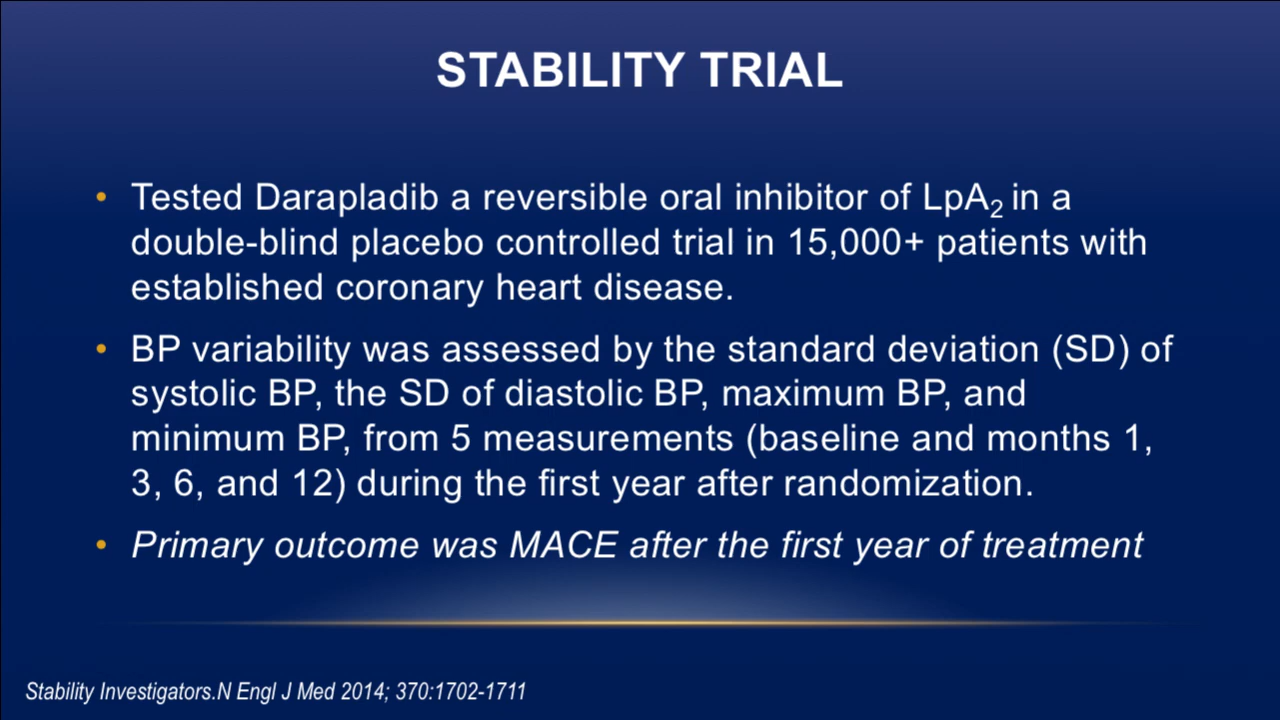 STABILITY TRIAL
• Tested Darapladib a reversible oral inhibitor of LpA₂ in a
double-blind placebo controlled trial in 15,000+ patients with
established coronary heart disease.
• BP variability was assessed by the standard deviation (SD) of
systolic BP, the SD of diastolic BP, maximum BP, and
minimum BP, from 5 measurements (baseline and months 1,
3, 6, and 12) during the first year after randomization.
• Primary outcome was MACE after the first year of treatment
Stability Investigators.N Engl J Med 2014; 370:1702-1711